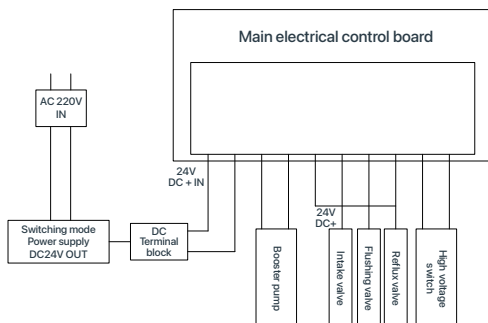 Main electrical control board
AC 220V
IN
24V
DC + IN
24V
DC+
Switching mode
Power supply
DC24V OUT
DC
Terminal
block
Booster pump
Intake valve
Flushing valve
Reflux valve
High voltage
switch